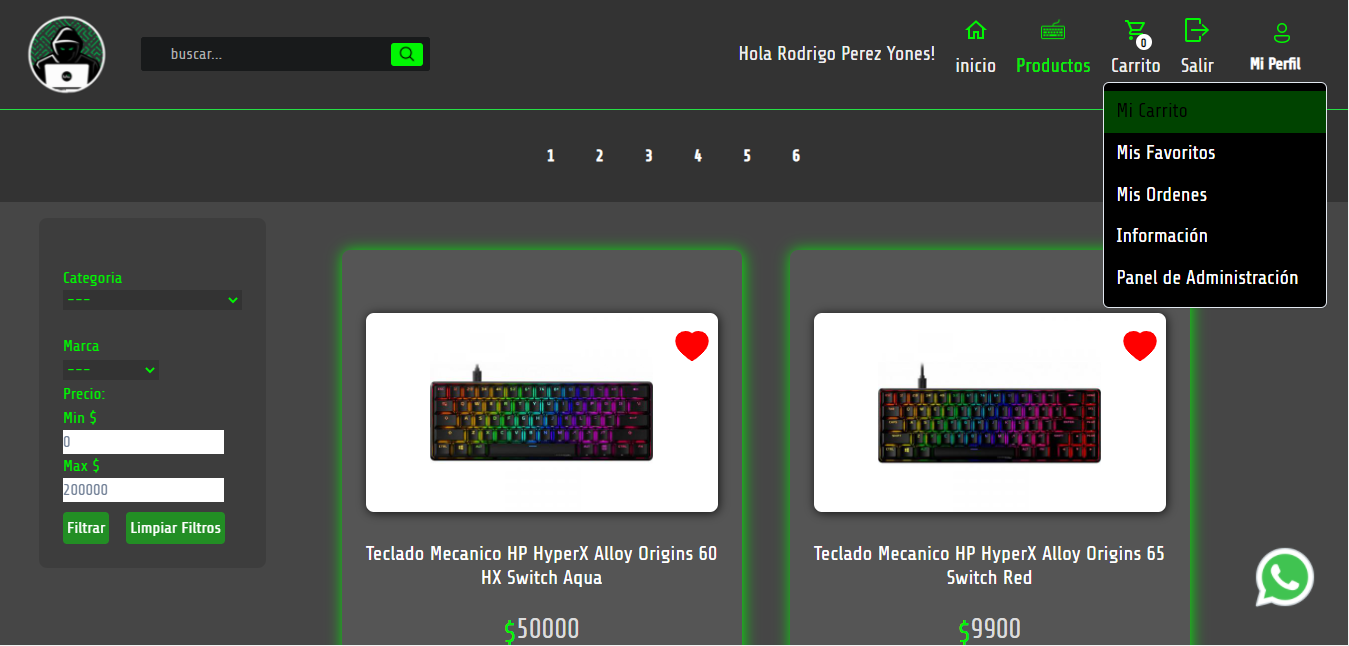 buscar...
Hola Rodrigo Perez Yones!
inicio
Productos
0
Carrito
Salir
Mi Perfil
Mi Carrito
Mis Favoritos
Mis Ordenes
Información
Panel de Administración
1 2 3 4 5 6
Categoria
---
Marca
---
Precio:
Min $
0
Max $
200000
Filtrar Limpiar Filtros
Teclado Mecanico HP HyperX Alloy Origins 60
HX Switch Aqua
$50000
Teclado Mecanico HP HyperX Alloy Origins 65
Switch Red
$9900